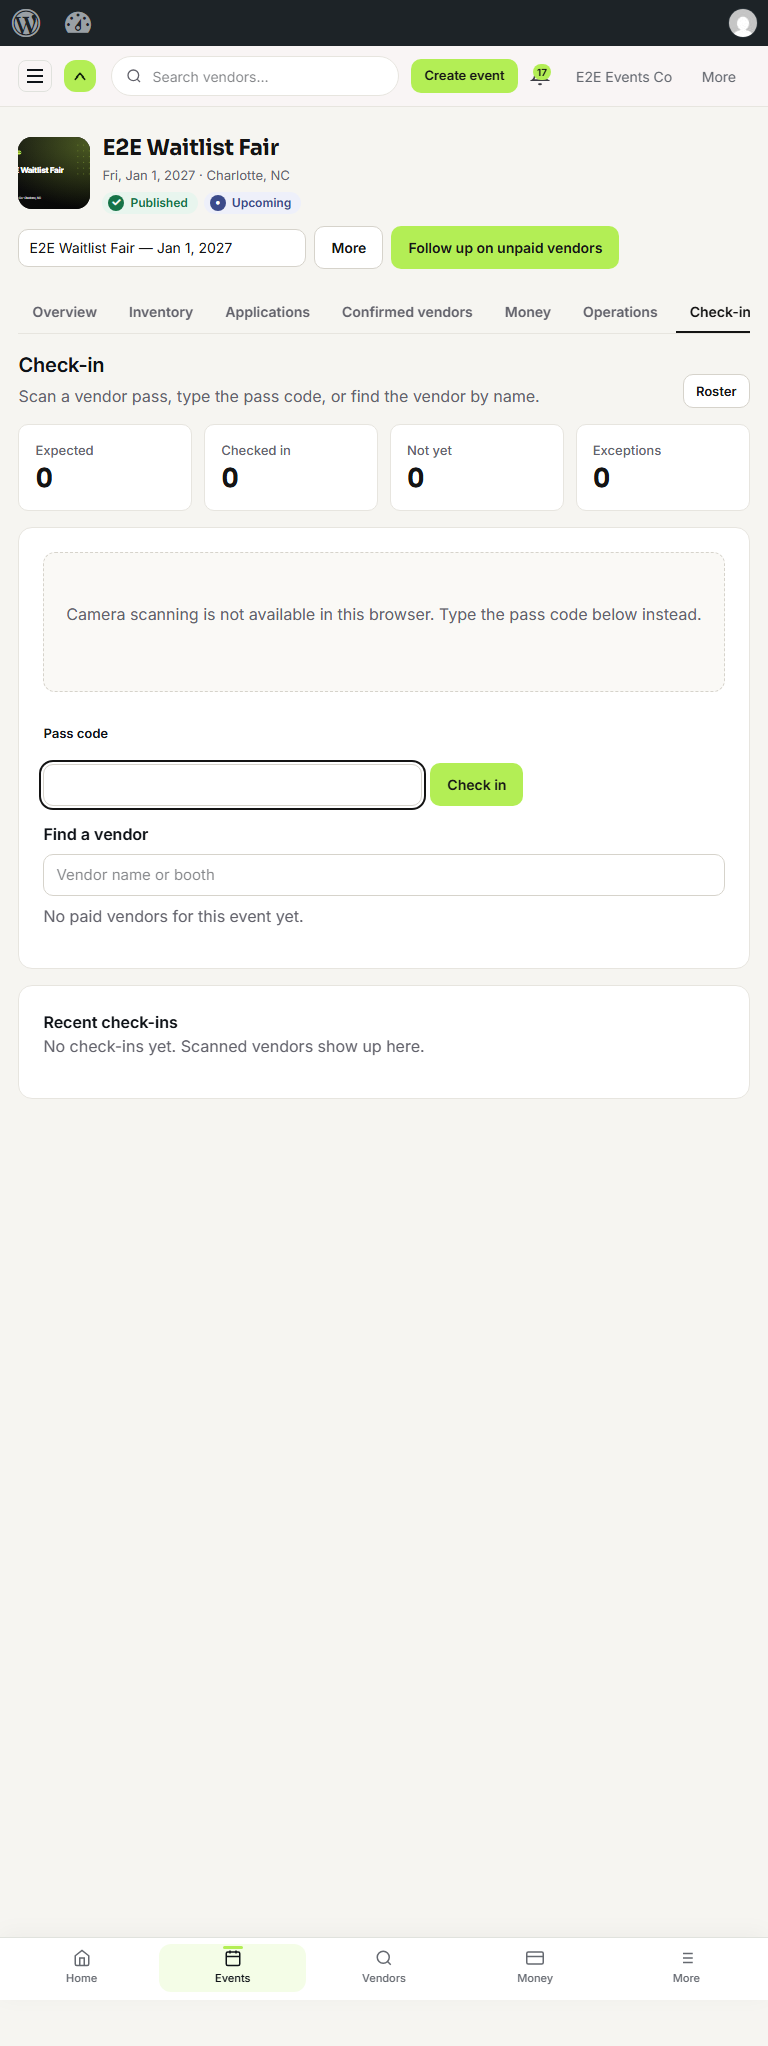 Search vendors...
Create event
17
E2E Events Co
More
Waitlist Fair
E2E Waitlist Fair
Fri, Jan 1, 2027 · Charlotte, NC
Published
Upcoming
E2E Waitlist Fair — Jan 1, 2027
More
Follow up on unpaid vendors
Overview
Inventory
Applications
Confirmed vendors
Money
Operations
Check-in
Check-in
Scan a vendor pass, type the pass code, or find the vendor by name.
Roster
Expected
0
Checked in
0
Not yet
0
Exceptions
0
Camera scanning is not available in this browser. Type the pass code below instead.
Pass code
Check in
Find a vendor
Vendor name or booth
No paid vendors for this event yet.
Recent check-ins
No check-ins yet. Scanned vendors show up here.
Home
Events
Vendors
Money
More